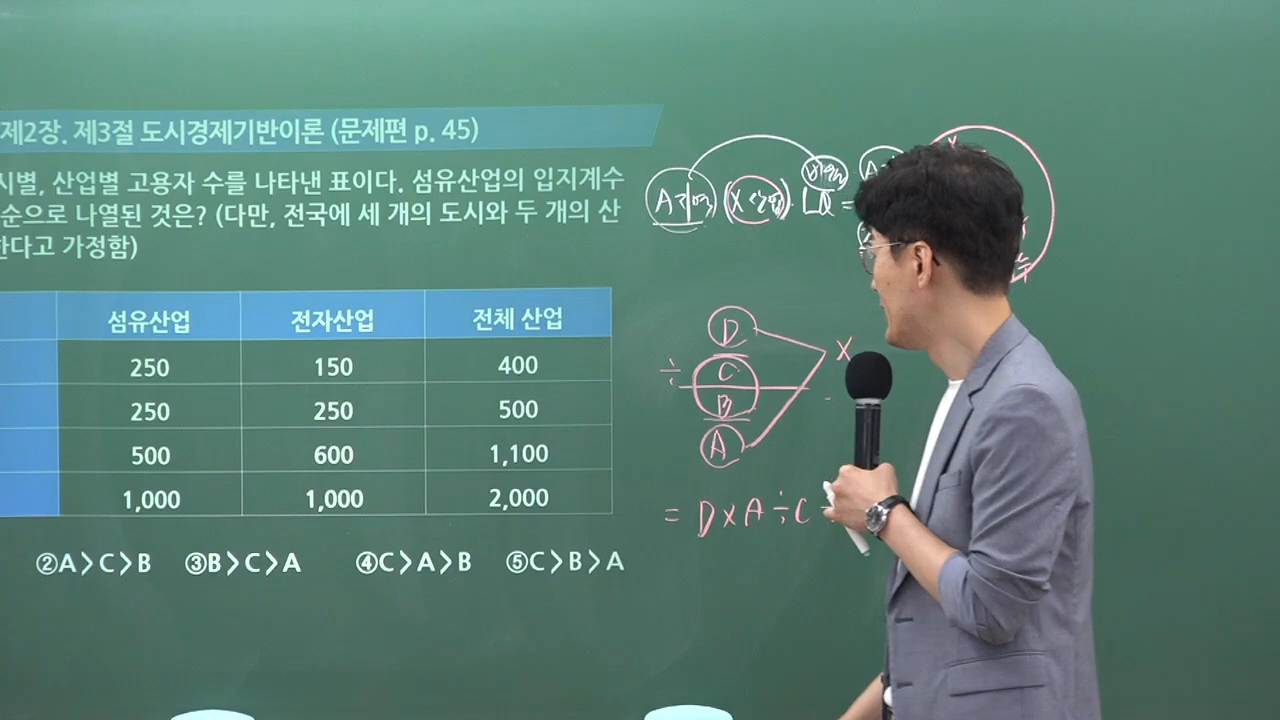 제2장. 제3절 도시경제기반이론 (문제편 p. 45)
시별, 산업별 고용자 수를 나타낸 표이다. 섬유산업의 입지계수
순으로 나열된 것은? (다만, 전국에 세 개의 도시와 두 개의 산
한다고 가정함)
섬유산업 전자산업 전체 산업
250 150 400
250 250 500
500 600 1,100
1,000 1,000 2,000
②A>C>B ③B>C>A ④C>A>B ⑤C>B>A
A지역 (X산업) LQ =
D
÷ C
B
A
X
= D×A÷C